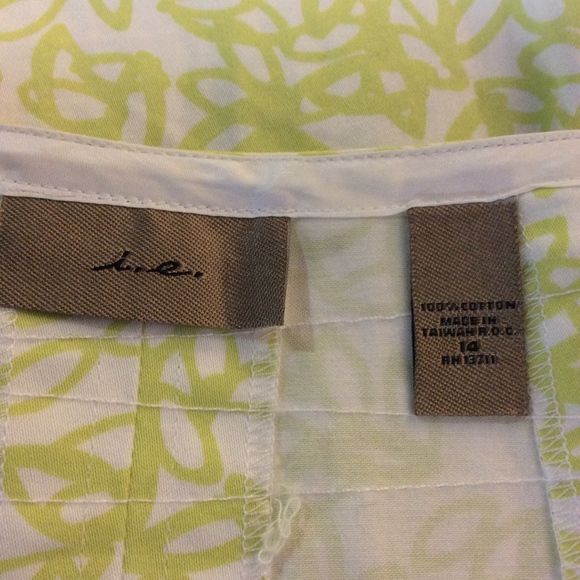 i.e.
100% COTTON
MADE IN
TAIWAN R.O.C.
14
RN 13711